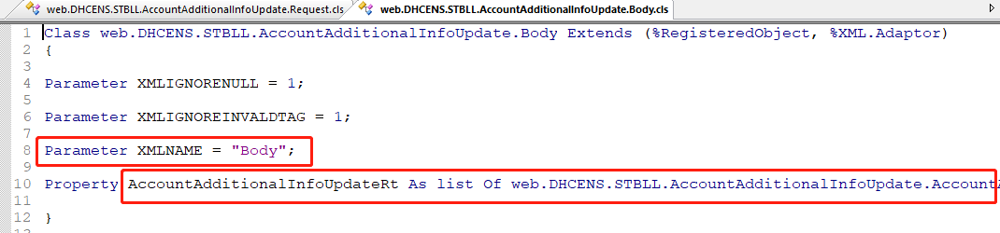 web.DHCENS.STBLL.AccountAdditionalInfoUpdate.Request.cls web.DHCENS.STBLL.AccountAdditionalInfoUpdate.Body.cls
1 Class web.DHCENS.STBLL.AccountAdditionalInfoUpdate.Body Extends (%RegisteredObject, %XML.Adaptor)
2 {
3
4 Parameter XMLIGNORENULL = 1;
5
6 Parameter XMLIGNOREINVALDTAG = 1;
7
8 Parameter XMLNAME = "Body";
9
10 Property AccountAdditionalInfoUpdateRt As list Of web.DHCENS.STBLL.AccountAdditionalInfoUpdate.Account
11
12 }
13